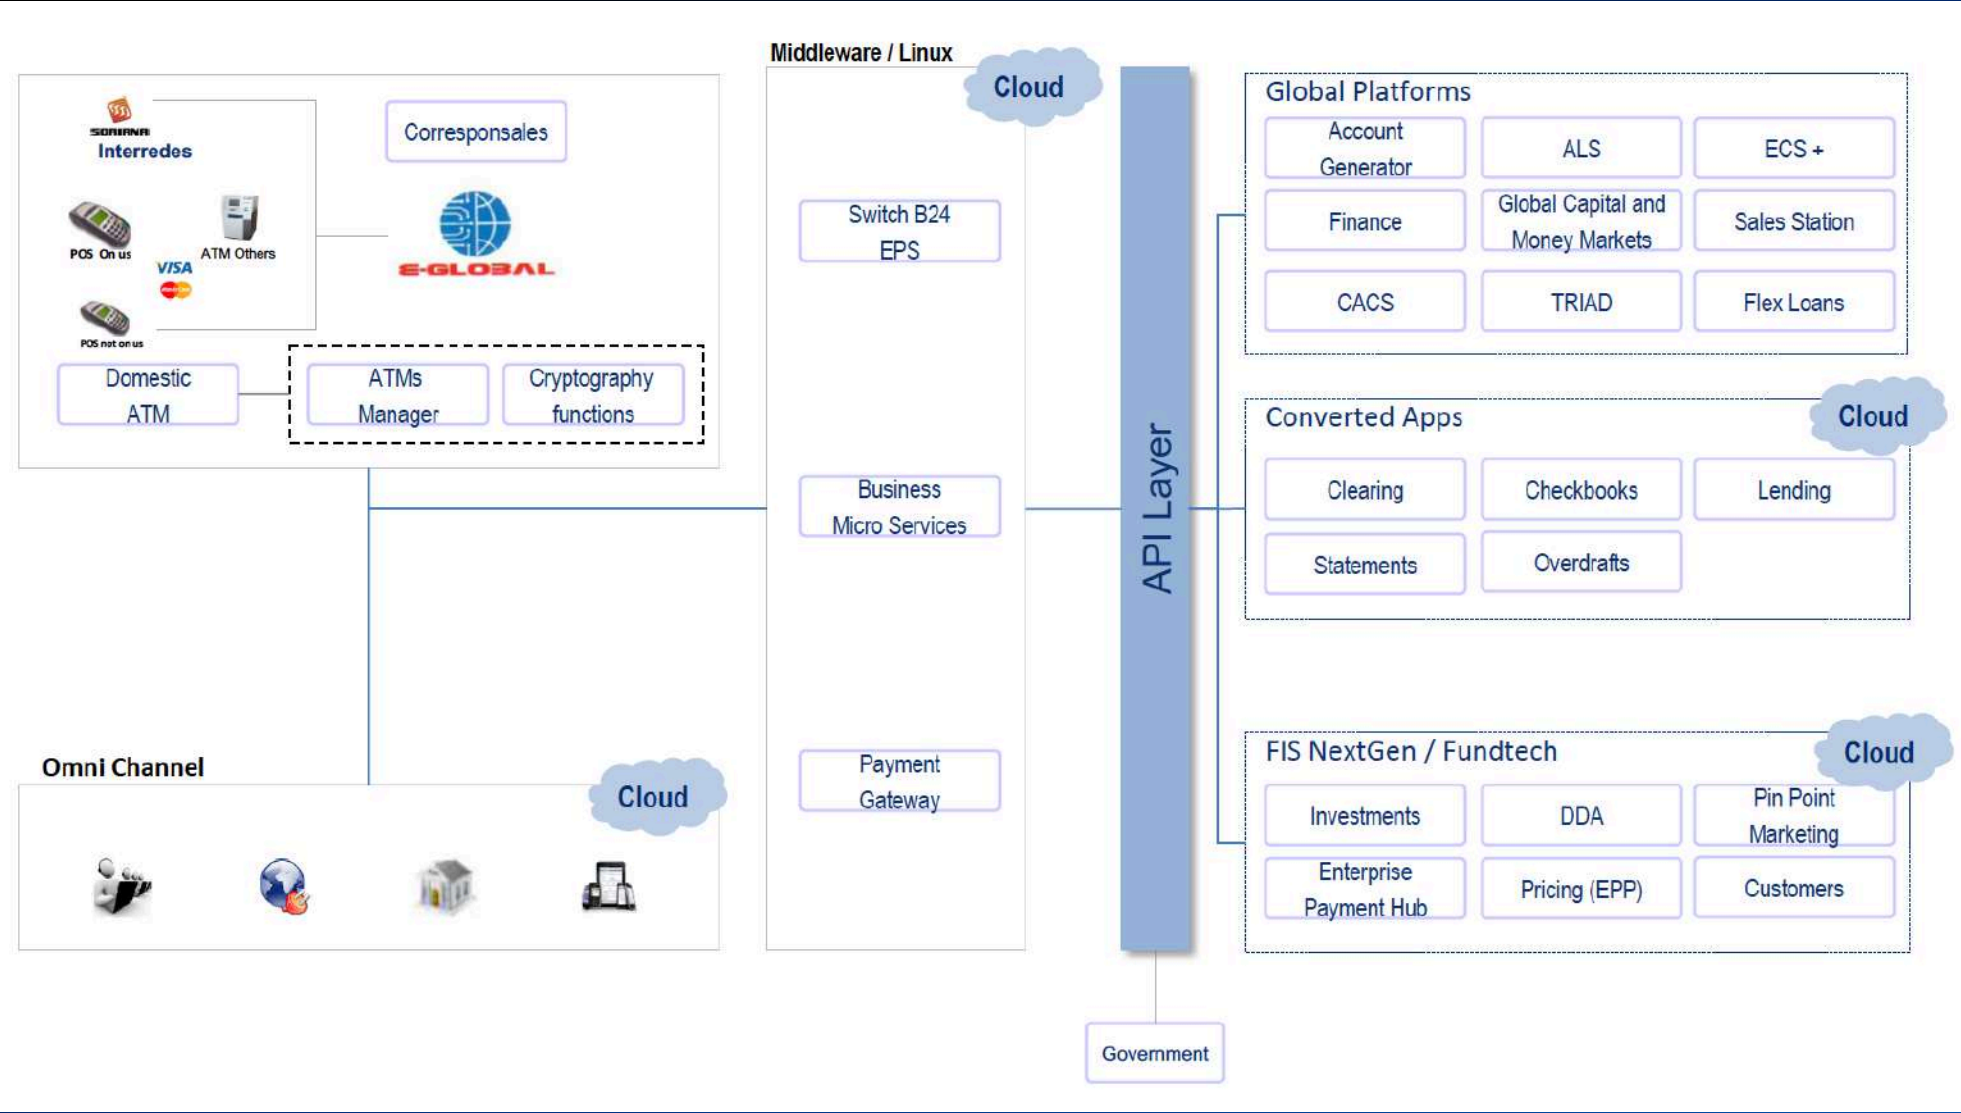 Middleware / Linux
Cloud
SORIANA
Interredes
Corresponsales
POS On us
ATM Others
VISA
E-GLOBAL
POS not on us
Domestic
ATM
ATMs
Manager
Cryptography
functions
Omni Channel
Cloud
Switch B24
EPS
Business
Micro Services
Payment
Gateway
API Layer
Government
Global Platforms
Account
Generator
ALS
ECS +
Finance
Global Capital and
Money Markets
Sales Station
CACS
TRIAD
Flex Loans
Converted Apps
Cloud
Clearing
Checkbooks
Lending
Statements
Overdrafts
FIS NextGen / Fundtech
Cloud
Investments
DDA
Pin Point
Marketing
Enterprise
Payment Hub
Pricing (EPP)
Customers